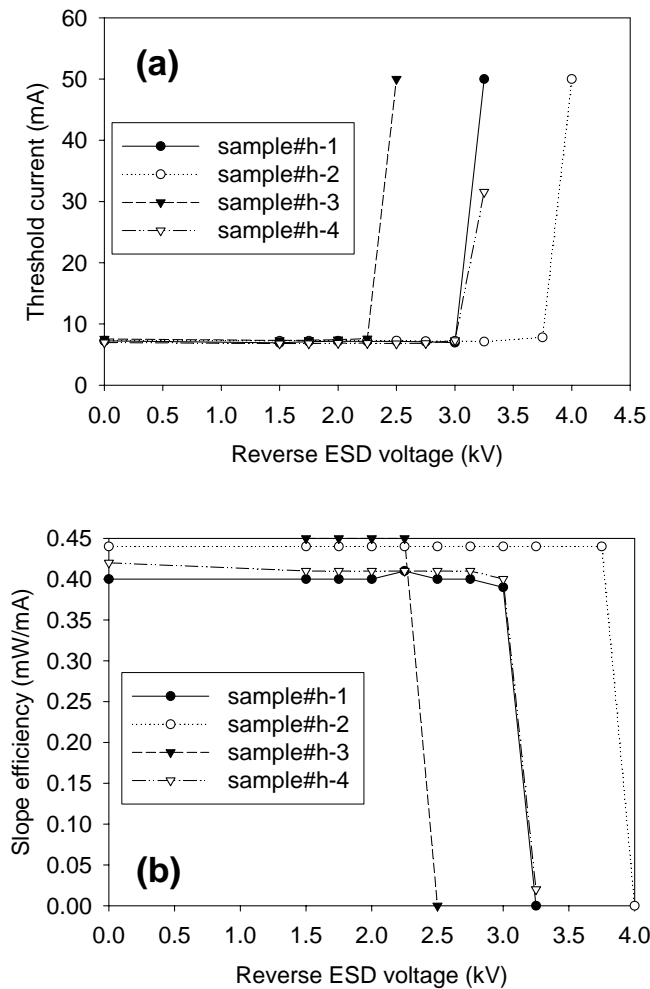 (a)
Threshold current (mA)
60
50
40
30
20
10
0
sample#h-1
sample#h-2
sample#h-3
sample#h-4
0.0 0.5 1.0 1.5 2.0 2.5 3.0 3.5 4.0 4.5
Reverse ESD voltage (kV)
Slope efficiency (mW/mA)
0.45
0.40
0.35
0.30
0.25
0.20
0.15
0.10
0.05
0.00
sample#h-1
sample#h-2
sample#h-3
sample#h-4
(b)
0.0 0.5 1.0 1.5 2.0 2.5 3.0 3.5 4.0
Reverse ESD voltage (kV)